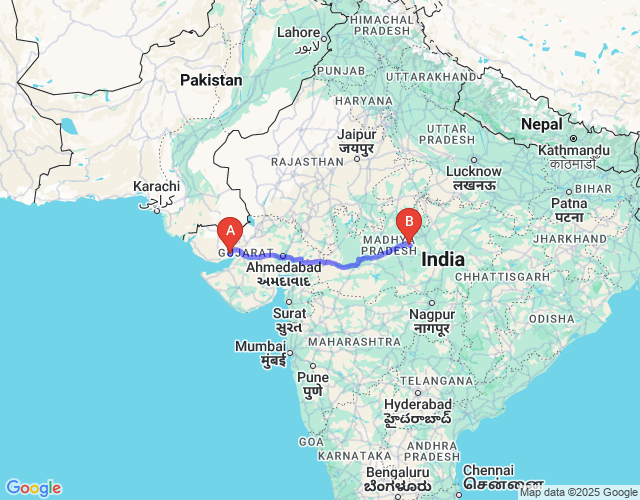 HIMACHAL
PRADESH
Lahore
لاہور
PUNJAB
Pakistan
UTTARAKHAND
HARYANA
Nepal
Jaipur
जयपुर
UTTAR
PRADESH
Kathmandu
काठमाडौँ
RAJASTHAN
Lucknow
लखनऊ
BIHAR
Karachi
کراچی
Patna
पटना
A
B
JHARKHAND
MADHYA
PRADESH
GUJARAT
India
Ahmedabad
અમદાવાદ
CHHATTISGARH
Surat
સુરત
Nagpur
नागपूर
ODISHA
Mumbai
मुंबई
MAHARASHTRA
Pune
पुणे
TELANGANA
Hyderabad
హైదరాబాద్
GOA
KARNATAKA
ANDHRA
PRADESH
Bengaluru
ಬೆಂಗಳೂರು
Chennai
சென்னை
Google
Map data ©2025 Google